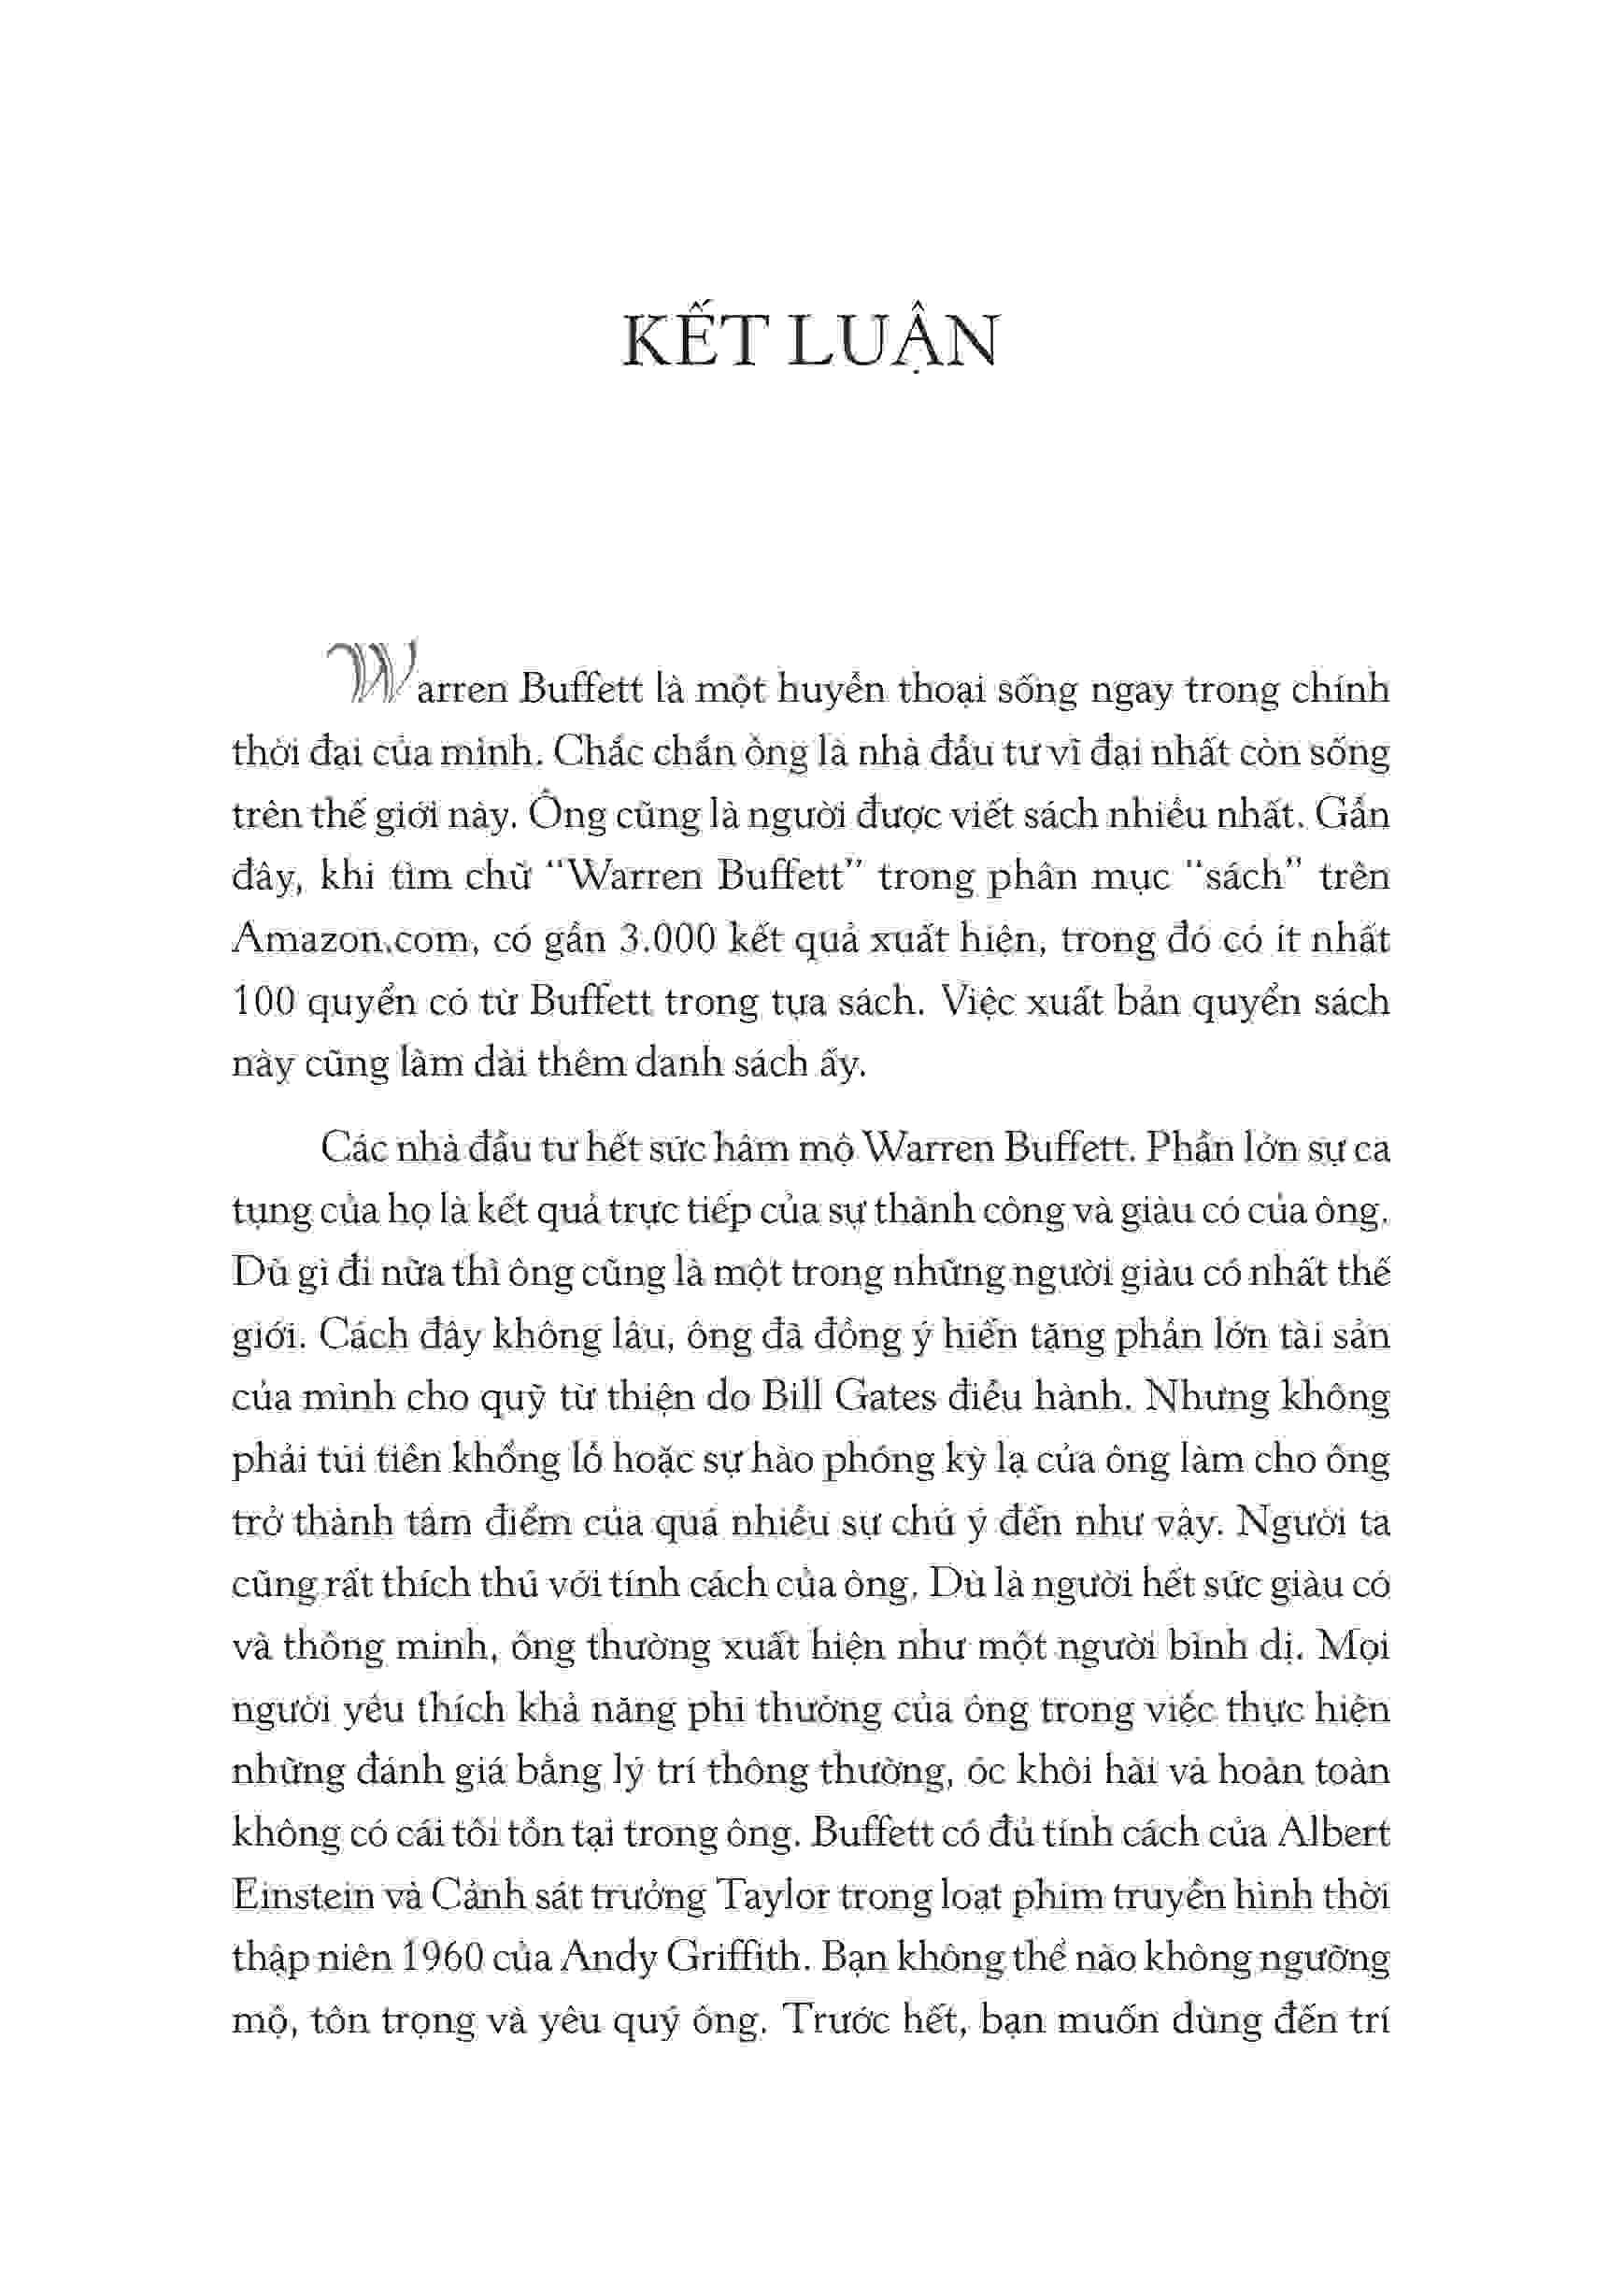 KẾT LUẬN
Warren Buffett là một huyền thoại sống ngay trong chính
thời đại của mình. Chắc chắn ông là nhà đầu tư vĩ đại nhất còn sống
trên thế giới này. Ông cũng là người được viết sách nhiều nhất. Gần
đây, khi tìm chữ “Warren Buffett” trong phân mục “sách” trên
Amazon.com, có gần 3.000 kết quả xuất hiện, trong đó có ít nhất
100 quyển có từ Buffett trong tựa sách. Việc xuất bản quyển sách
này cũng làm dài thêm danh sách ấy.
Các nhà đầu tư hết sức hâm mộ Warren Buffett. Phần lớn sự ca
tụng của họ là kết quả trực tiếp của sự thành công và giàu có của ông.
Dù gì đi nữa thì ông cũng là một trong những người giàu có nhất thế
giới. Cách đây không lâu, ông đã đồng ý hiến tặng phần lớn tài sản
của mình cho quỹ từ thiện do Bill Gates điều hành. Nhưng không
phải túi tiền khổng lồ hoặc sự hào phóng kỳ lạ của ông làm cho ông
trở thành tâm điểm của quá nhiều sự chú ý đến như vậy. Người ta
cũng rất thích thú với tính cách của ông. Dù là người hết sức giàu có
và thông minh, ông thường xuất hiện như một người bình dị. Mọi
người yêu thích khả năng phi thường của ông trong việc thực hiện
những đánh giá bằng lý trí thông thường, óc khôi hài và hoàn toàn
không có cái tôi tồn tại trong ông. Buffett có đủ tính cách của Albert
Einstein và Cảnh sát trưởng Taylor trong loạt phim truyền hình thời
thập niên 1960 của Andy Griffith. Bạn không thể nào không ngưỡng
mộ, tôn trọng và yêu quý ông. Trước hết, bạn muốn dùng đến trí